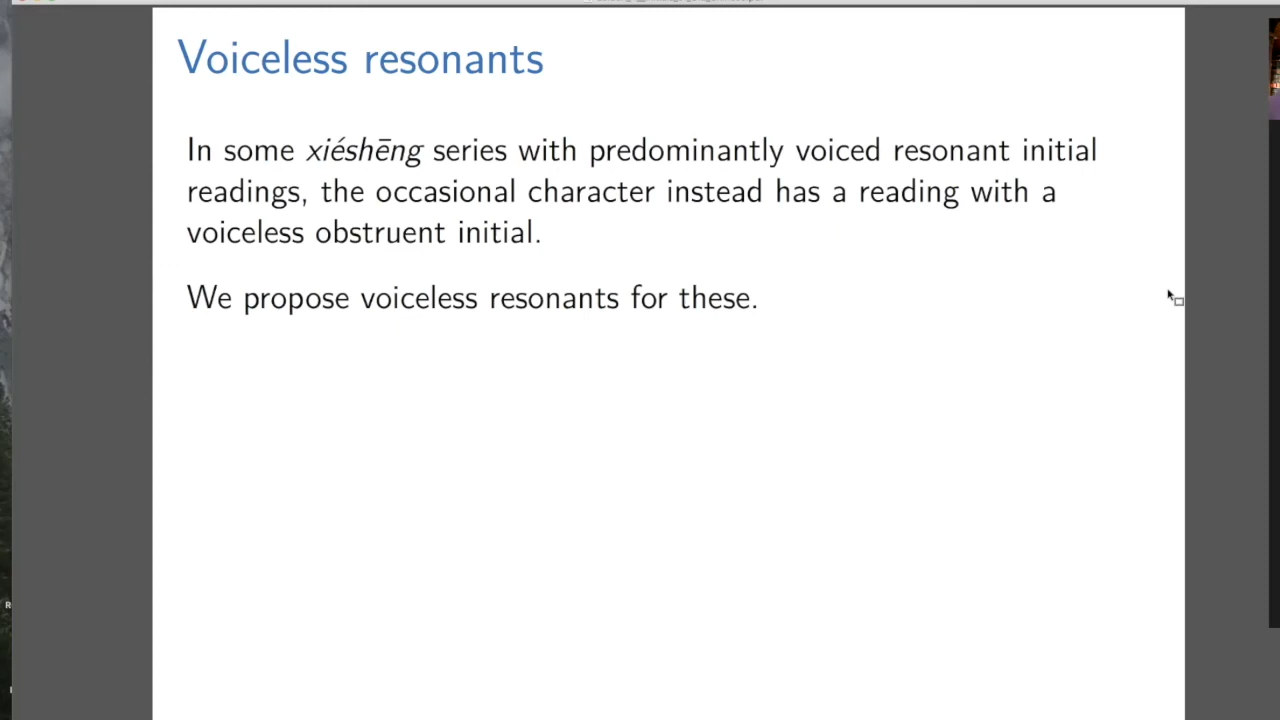 Voiceless resonants
In some xiéshēng series with predominantly voiced resonant initial
readings, the occasional character instead has a reading with a
voiceless obstruent initial.
We propose voiceless resonants for these.